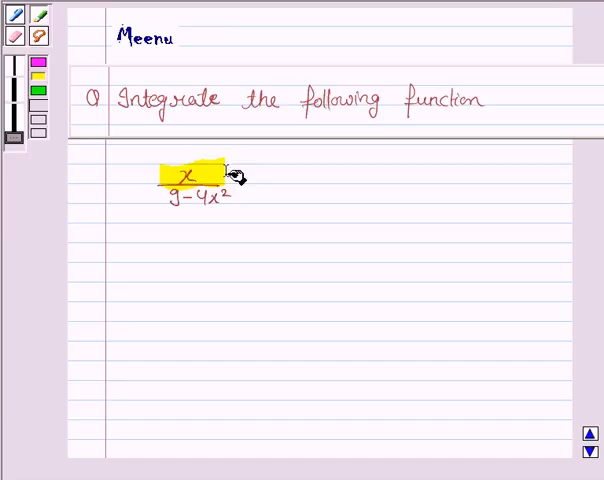 Meenu
Q Integrate the following function
x
9-4x²